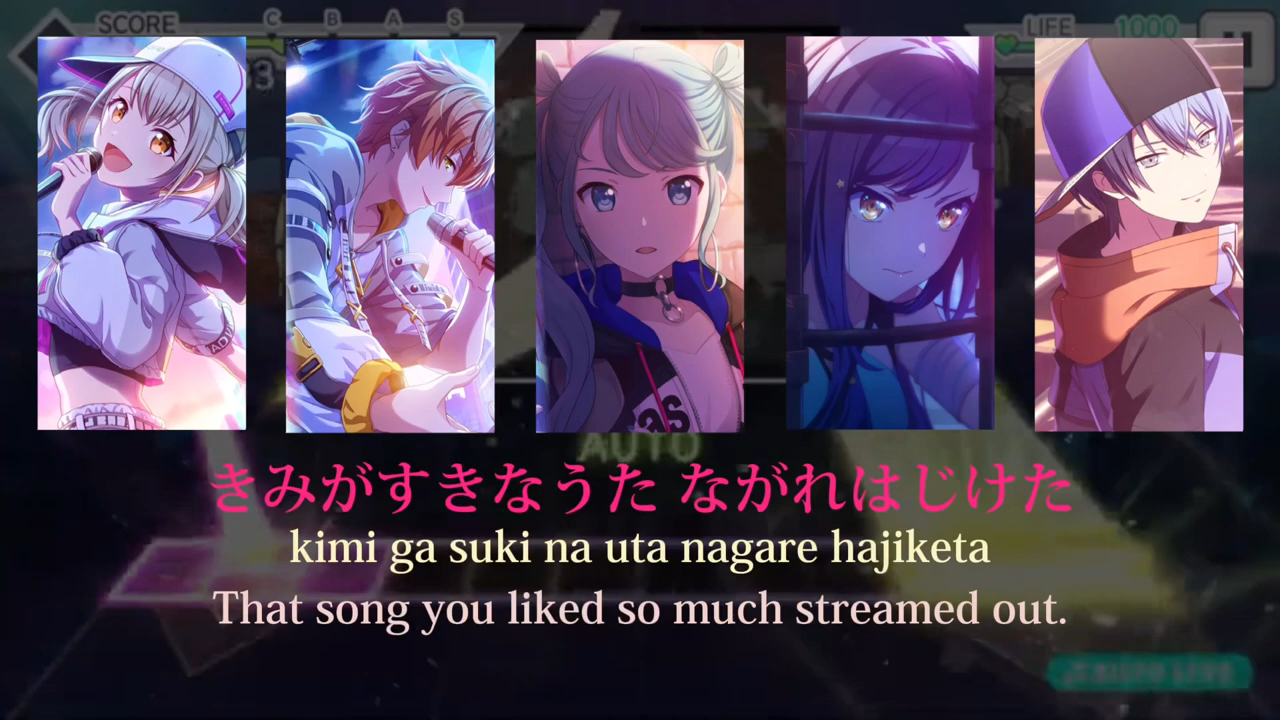 SCORE C B A S LIFE 1000
AUTO
as
きみがすきなうた ながれはじけた
kimi ga suki na uta nagare hajiketa
That song you liked so much streamed out.